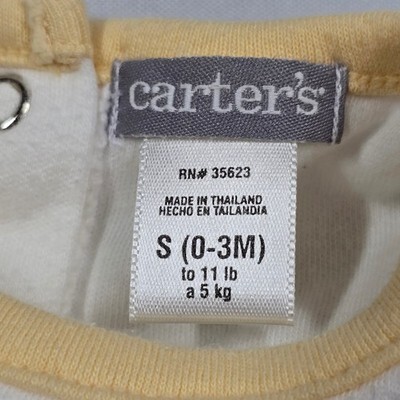 carter's
RN# 35623
MADE IN THAILAND
HECHO EN TAILANDIA
S (0-3M)
to 11 lb
a 5 kg